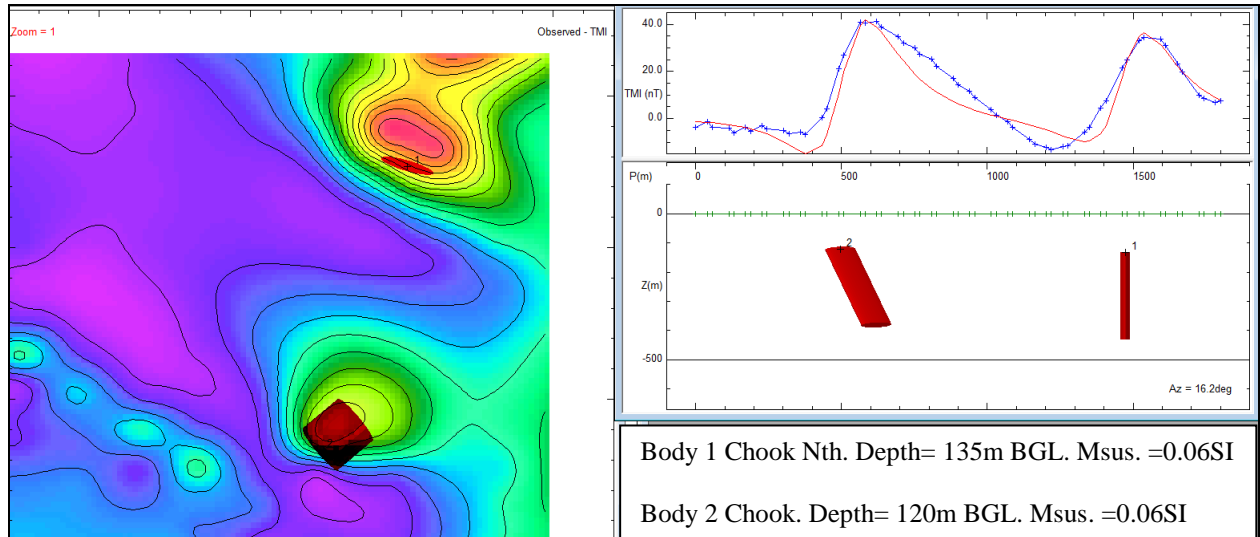 Zoom = 1
Observed - TMI
1
40.0
20.0
TMI (nT)
0.0
P(m)
0
500
1000
1500
0
2
1
Z(m)
-500
Az = 16.2deg
Body 1 Chook Nth. Depth= 135m BGL. Msus. =0.06SI
Body 2 Chook. Depth= 120m BGL. Msus. =0.06SI